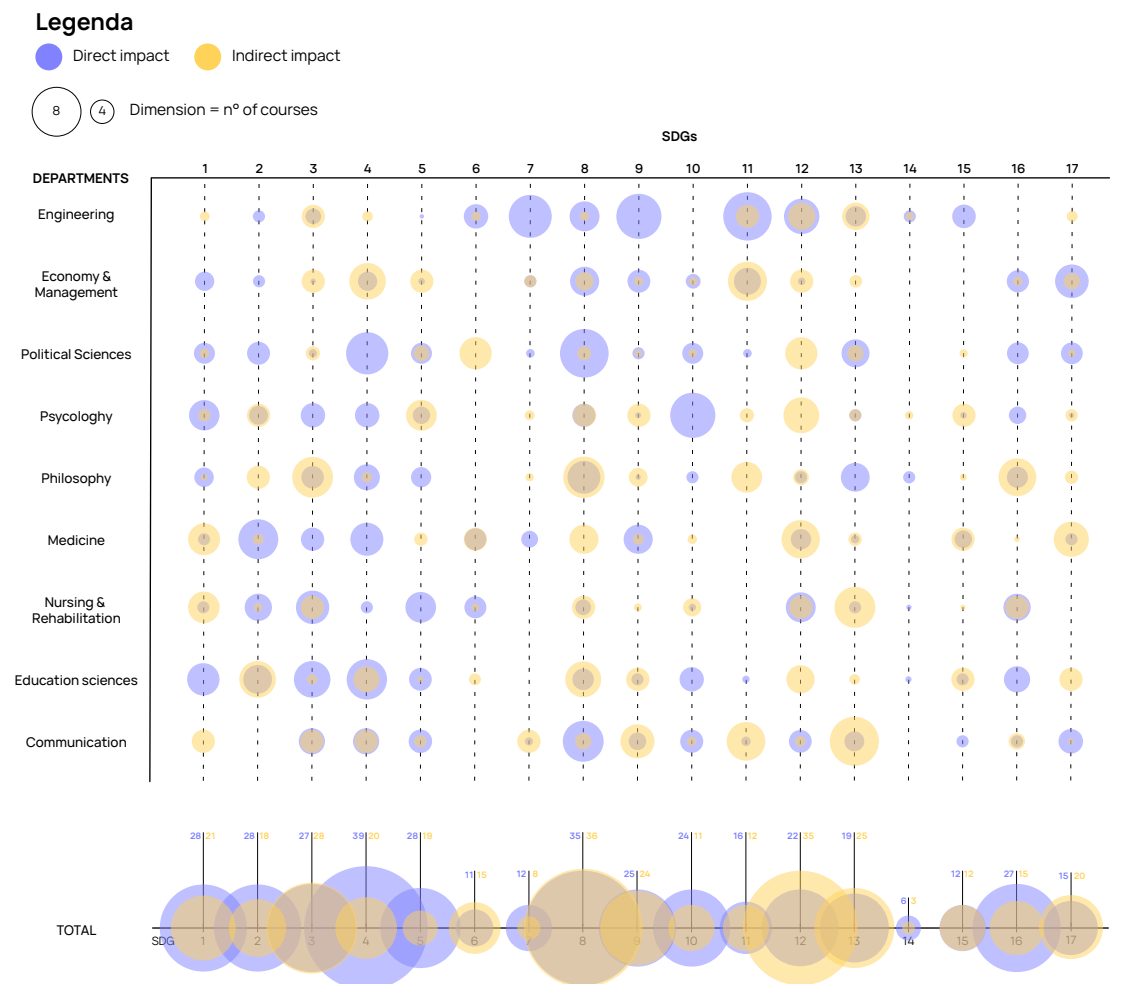 Legenda
Direct impact Indirect impact
8 4 Dimension = n° of courses
SDGs
DEPARTMENTS 1 2 3 4 5 6 7 8 9 10 11 12 13 14 15 16 17
Engineering
Economy &
Management
Political Sciences
Psycologhy
Philosophy
Medicine
Nursing &
Rehabilitation
Education sciences
Communication
28 21 28 18 27 28 39 20 28 19 35 36 24 11 16 12 22 35 19 25
11 15 12 8 25 24 12 12 27 15 15 20
6 3
TOTAL
SDG 1 2 3 4 5 6 7 8 9 10 11 12 13 14 15 16 17